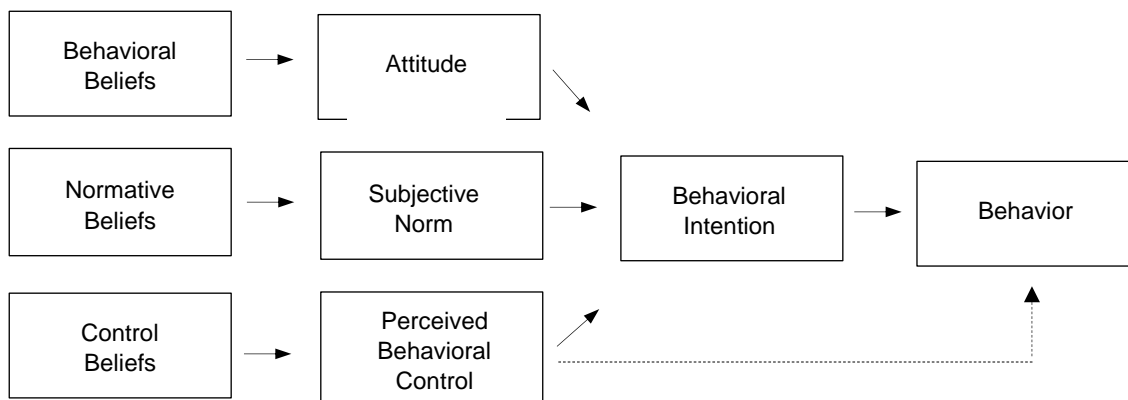 Behavioral
Beliefs
Attitude
Normative
Beliefs
Subjective
Norm
Behavioral
Intention
Behavior
Control
Beliefs
Perceived
Behavioral
Control